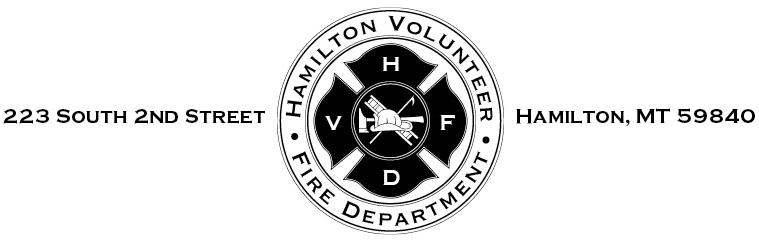 223 SOUTH 2ND STREET
HAMILTON VOLUNTEER
• FIRE DEPARTMENT •
H
V F
D
HAMILTON, MT 59840